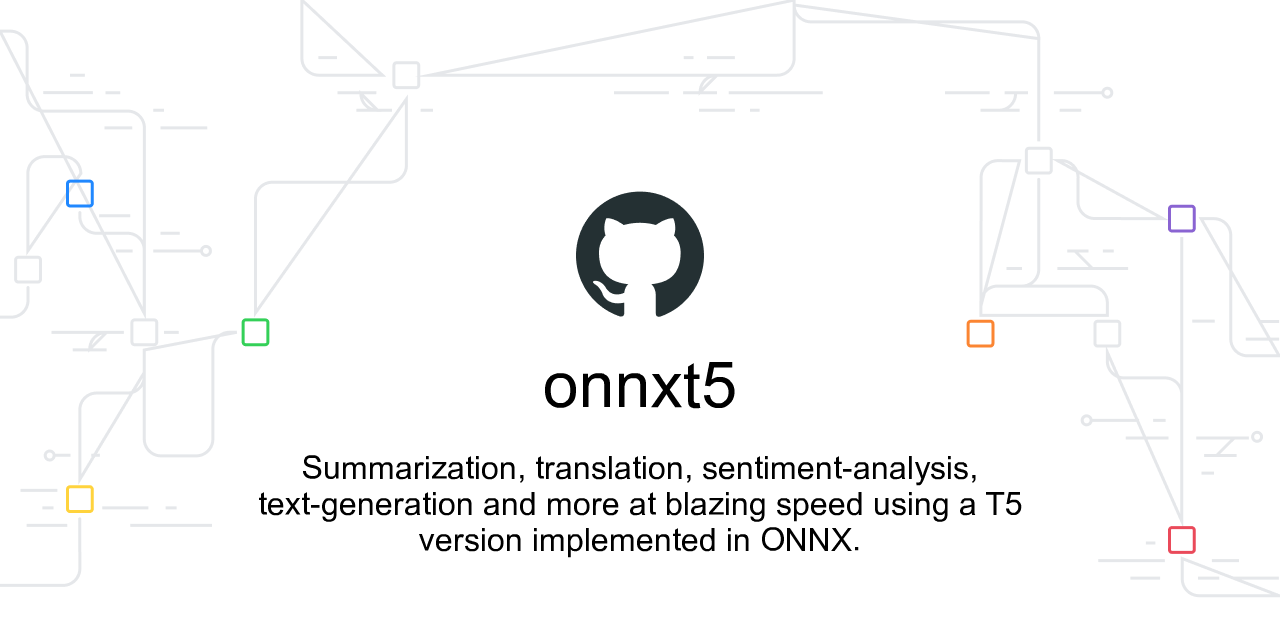 onnxt5
Summarization, translation, sentiment-analysis,
text-generation and more at blazing speed using a T5
version implemented in ONNX.